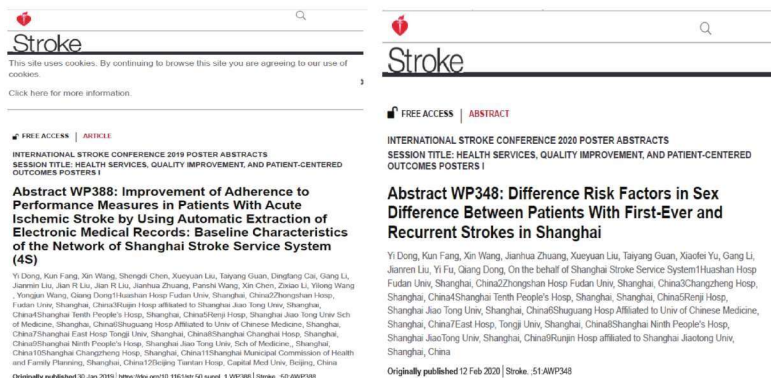 Stroke
This site uses cookies. By continuing to browse this site you are agreeing to our use of
cookies.
Click here for more information.
FREE ACCESS | ARTICLE
INTERNATIONAL STROKE CONFERENCE 2019 POSTER ABSTRACTS
SESSION TITLE: HEALTH SERVICES, QUALITY IMPROVEMENT, AND PATIENT-CENTERED
OUTCOMES POSTERS I
Abstract WP388: Improvement of Adherence to
Performance Measures in Patients With Acute
Ischemic Stroke by Using Automatic Extraction of
Electronic Medical Records: Baseline Characteristics
of the Network of Shanghai Stroke Service System
(4S)
Yi Dong, Kun Fang, Xin Wang, Shengdi Chen, Xueyuan Liu, Taiyang Guan, Dingfang Cai, Gang Li,
Jianmin Liu, Jian R Liu, Jian R Liu, Jianhua Zhuang, Panshi Wang, Xin Chen, Zixiao Li, Yilong Wang
, Yongjun Wang, Qiang Dong1Huashan Hosp Fudan Univ, Shanghai, China2Zhongshan Hosp,
Fudan Univ, Shanghai, China3Ruijin Hosp affiliated to Shanghai Jiao Tong Univ, Shanghai,
China4Shanghai Tenth People's Hosp, Shanghai, China5Renji Hosp, Shanghai Jiao Tong Univ Sch
of Medicine, Shanghai, China6Shuguang Hosp Affiliated to Univ of Chinese Medicine, Shanghai,
China7Shanghai East Hosp Tongji Univ, Shanghai, China8Shanghai Changhai Hosp, Shanghai,
China9Shanghai Ninth People's Hosp, Shanghai Jiao Tong Univ, Sch of Medicine,, Shanghai,
China10Shanghai Changzheng Hosp, Shanghai, China11Shanghai Municipal Commission of Health
and Family Planning, Shanghai, China12Beijing Tiantan Hosp, Capital Med Univ, Beijing, China
Originally published 30 Jan 2019 | https://doi.org/10.1161/str.50.suppl_1.WP388 | Stroke. ;50:AWP388
Stroke
FREE ACCESS | ABSTRACT
INTERNATIONAL STROKE CONFERENCE 2020 POSTER ABSTRACTS
SESSION TITLE: HEALTH SERVICES, QUALITY IMPROVEMENT, AND PATIENT-CENTERED
OUTCOMES POSTERS I
Abstract WP348: Difference Risk Factors in Sex
Difference Between Patients With First-Ever and
Recurrent Strokes in Shanghai
Yi Dong, Kun Fang, Xin Wang, Jianhua Zhuang, Xueyuan Liu, Taiyang Guan, Xiaofei Yu, Gang Li,
Jianren Liu, Yi Fu, Qiang Dong, On the behalf of Shanghai Stroke Service System1Huashan Hosp
Fudan Univ, Shanghai, China2Zhongshan Hosp Fudan Univ, Shanghai, China3Changzheng Hosp,
Shanghai, China4Shanghai Tenth People's Hosp, Shanghai, Shanghai, China5Renji Hosp,
Shanghai Jiao Tong Univ, Shanghai, China6Shuguang Hosp Affiliated to Univ of Chinese Medicine,
Shanghai, China7East Hosp, Tongji Univ, Shanghai, China8Shanghai Ninth People's Hosp,
Shanghai JiaoTong Univ, Shanghai, China9Ruijin Hosp affiliated to Shanghai Jiaotong Univ,
Shanghai, China
Originally published 12 Feb 2020 | Stroke. ;51:AWP348